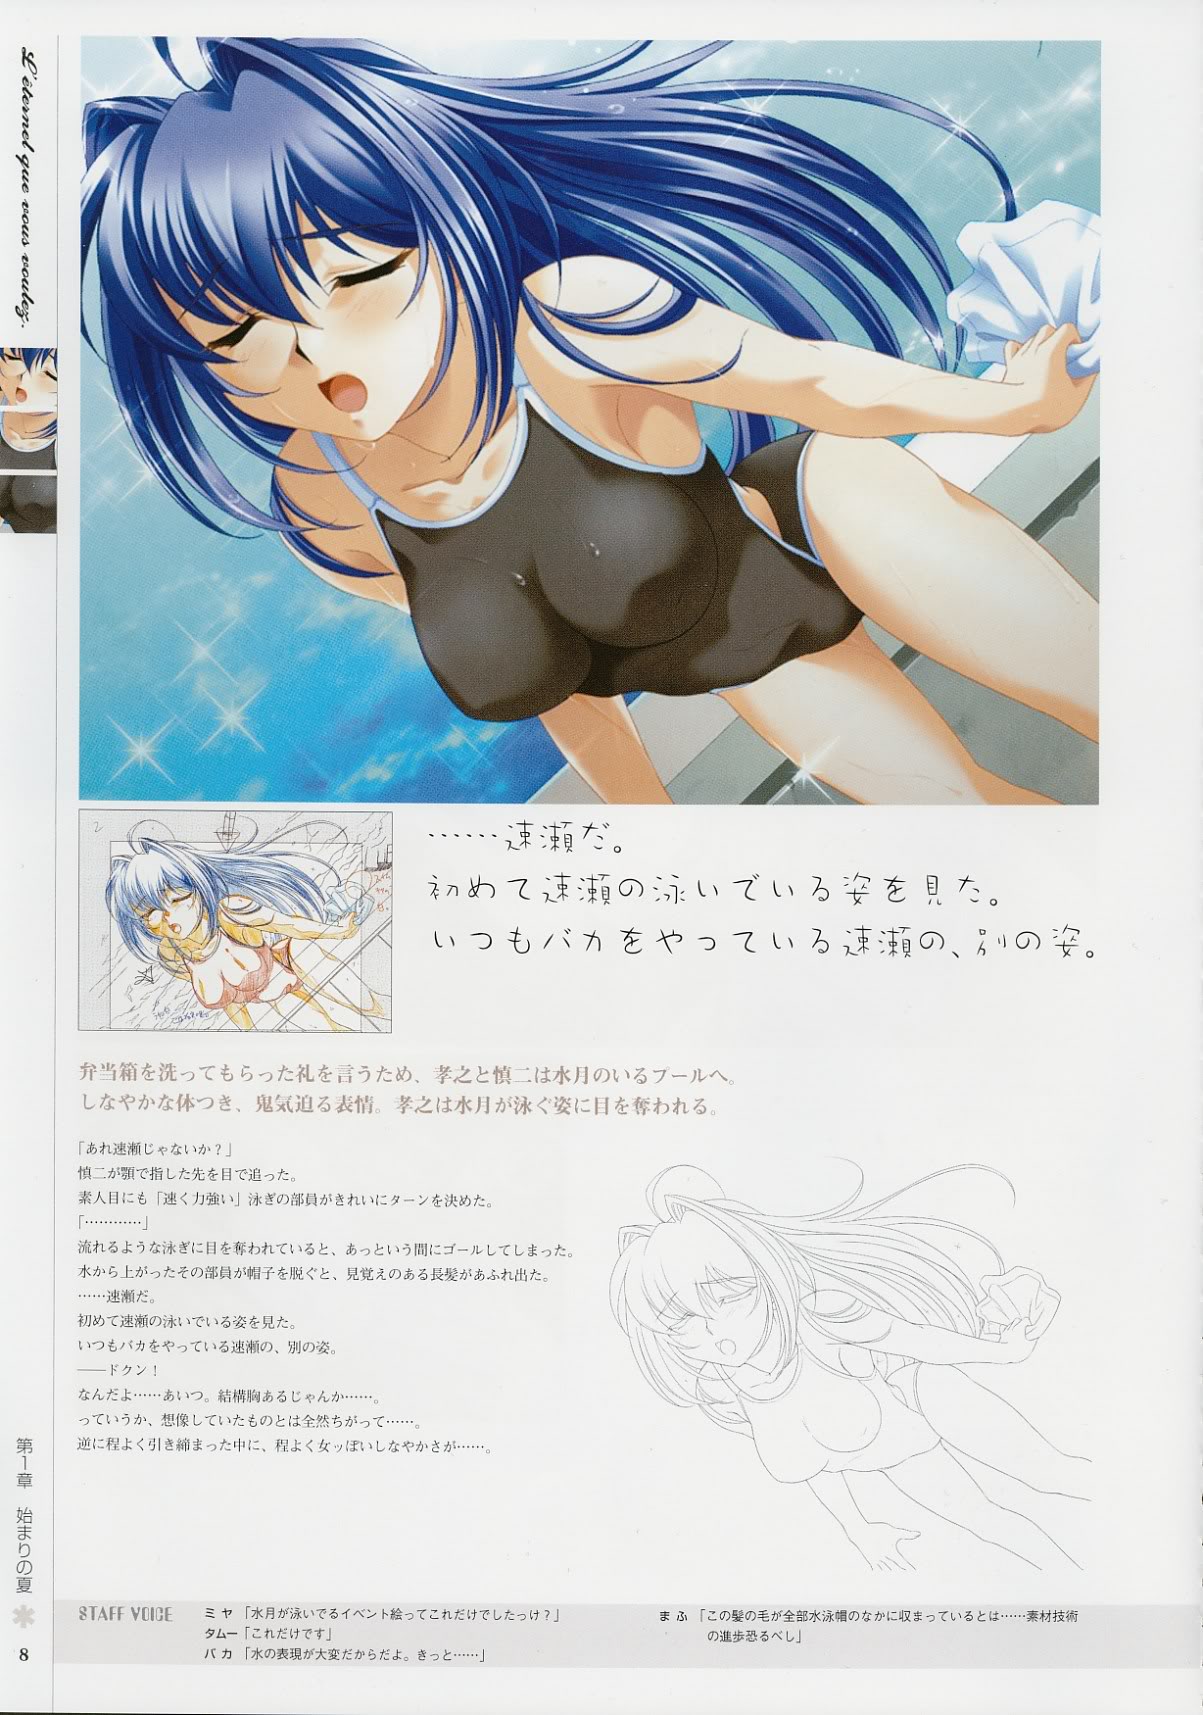 L'éternel que vous voulez.
……速瀬だ。
初めて速瀬の泳いでいる姿を見た。
いつもバカをやっている速瀬の、別の姿。
弁当箱を洗ってもらった礼を言うため、孝之と慎二は水月のいるプールへ。
しなやかな体つき、鬼気迫る表情。孝之は水月が泳ぐ姿に目を奪われる。
「あれ速瀬じゃないか？」
慎二が顎で指した先を目で追った。
素人目にも「速く力強い」泳ぎの部員がきれいにターンを決めた。
「…………」
流れるような泳ぎに目を奪われていると、あっという間にゴールしてしまった。
水から上がったその部員が帽子を脱ぐと、見覚えのある長髪があふれ出た。
……速瀬だ。
初めて速瀬の泳いでいる姿を見た。
いつもバカをやっている速瀬の、別の姿。
――ドクン！
なんだよ……あいつ。結構胸あるじゃんか……。
っていうか、想像していたものとは全然ちがって……。
逆に程よく引き締まった中に、程よく女ッぽいしなやかさが……。
第1章　始まりの夏
8
STAFF VOICE
ミヤ「水月が泳いでるイベント絵ってこれだけでしたっけ？」
タムー「これだけです」
バカ「水の表現が大変だからだよ。きっと……」
まふ「この髪の毛が全部水泳帽のなかに収まっているとは……素材技術
の進歩恐るべし」